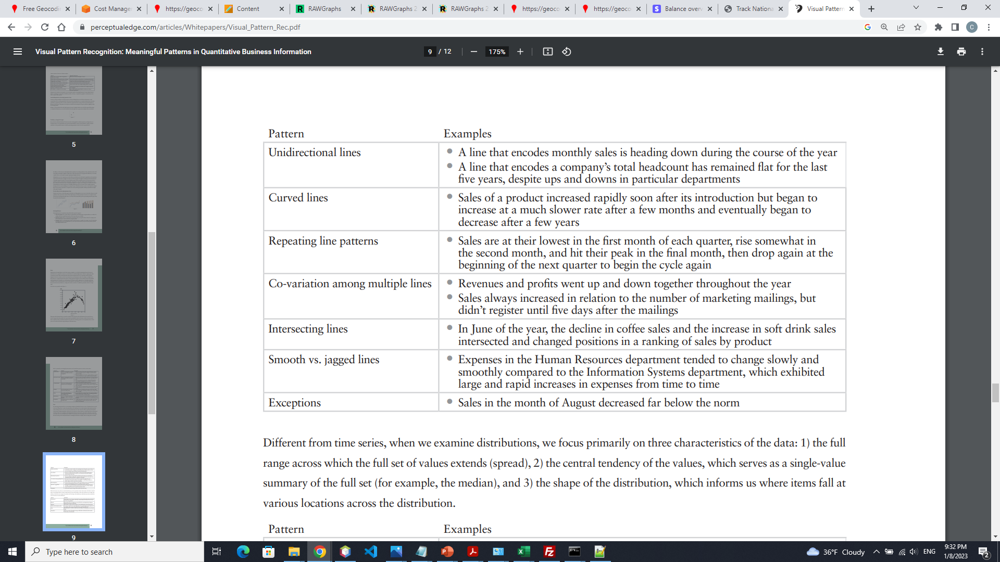 Free Geocodi
Cost Manage
https://geoco
Content
RAWGraphs
RAWGraphs 2
RAWGraphs 2
https://geoco
https://geoco
Balance over
Track Nationa
Visual Pattern
perceptualedge.com/articles/Whitepapers/Visual_Pattern_Rec.pdf
C
Visual Pattern Recognition: Meaningful Patterns in Quantitative Business Information
9 / 12
175%
5
6
7
8
9
Pattern Examples
Unidirectional lines
• A line that encodes monthly sales is heading down during the course of the year
• A line that encodes a company's total headcount has remained flat for the last
five years, despite ups and downs in particular departments
Curved lines
• Sales of a product increased rapidly soon after its introduction but began to
increase at a much slower rate after a few months and eventually began to
decrease after a few years
Repeating line patterns
• Sales are at their lowest in the first month of each quarter, rise somewhat in
the second month, and hit their peak in the final month, then drop again at the
beginning of the next quarter to begin the cycle again
Co-variation among multiple lines
• Revenues and profits went up and down together throughout the year
• Sales always increased in relation to the number of marketing mailings, but
didn't register until five days after the mailings
Intersecting lines
• In June of the year, the decline in coffee sales and the increase in soft drink sales
intersected and changed positions in a ranking of sales by product
Smooth vs. jagged lines
• Expenses in the Human Resources department tended to change slowly and
smoothly compared to the Information Systems department, which exhibited
large and rapid increases in expenses from time to time
Exceptions
• Sales in the month of August decreased far below the norm
Different from time series, when we examine distributions, we focus primarily on three characteristics of the data: 1) the full
range across which the full set of values extends (spread), 2) the central tendency of the values, which serves as a single-value
summary of the full set (for example, the median), and 3) the shape of the distribution, which informs us where items fall at
various locations across the distribution.
Pattern Examples
Type here to search
36°F Cloudy
ENG
9:32 PM
1/8/2023
2